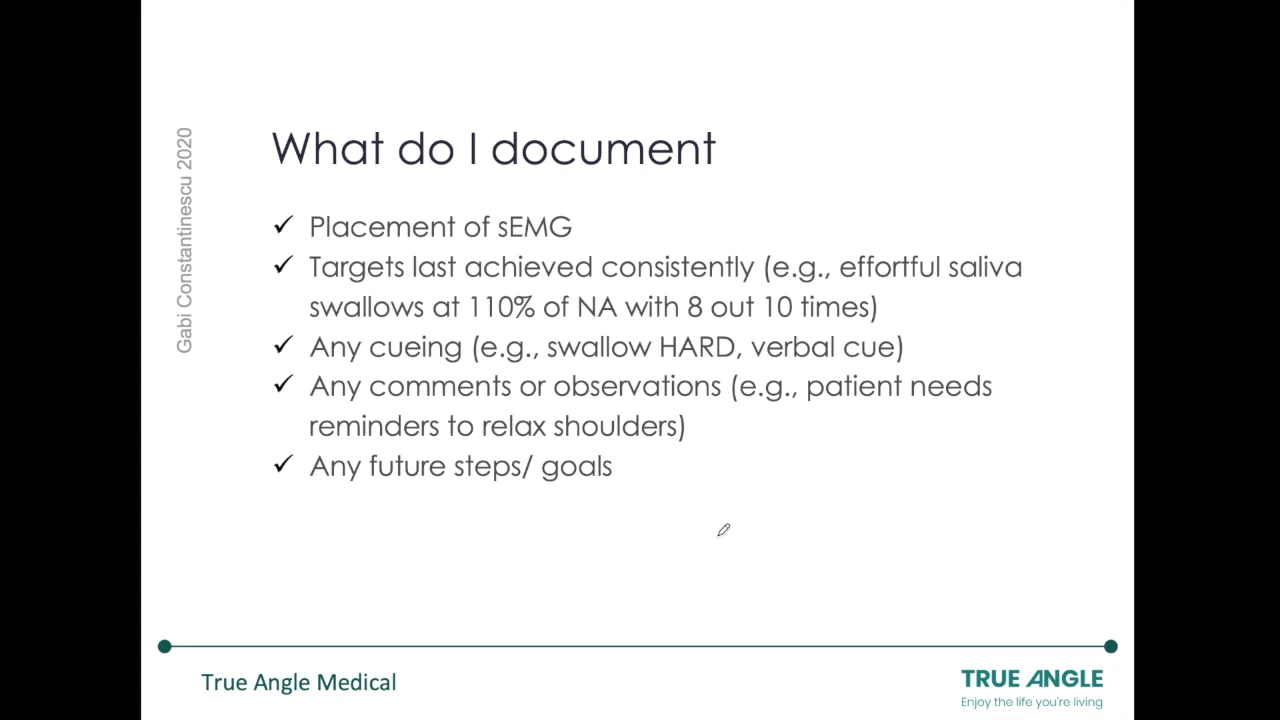 Gabi Constantinescu 2020
What do I document
✓ Placement of sEMG
✓ Targets last achieved consistently (e.g., effortful saliva
swallows at 110% of NA with 8 out 10 times)
✓ Any cueing (e.g., swallow HARD, verbal cue)
✓ Any comments or observations (e.g., patient needs
reminders to relax shoulders)
✓ Any future steps/ goals
True Angle Medical
TRUE ANGLE
Enjoy the life you're living